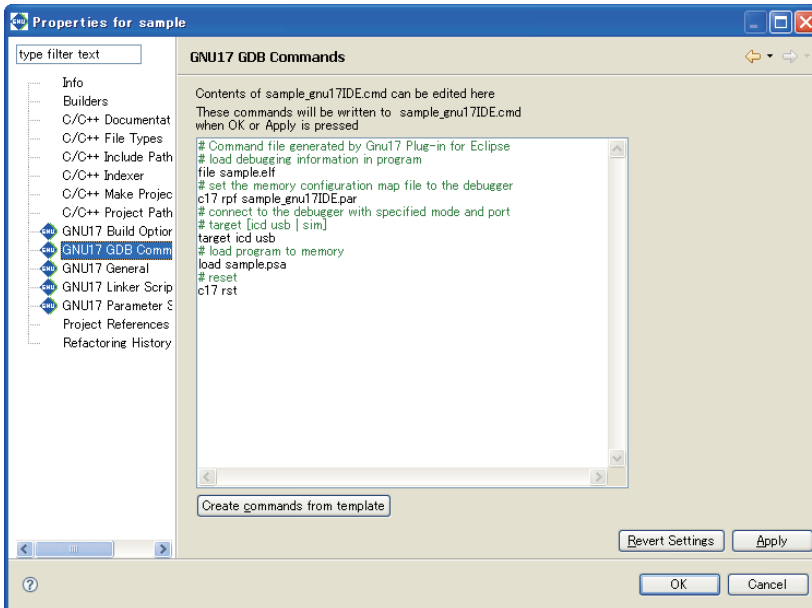 Properties for sample
type filter text
GNU17 GDB Commands
Info
Builders
C/C++ Documentat
C/C++ File Types
C/C++ Include Path
C/C++ Indexer
C/C++ Make Projec
C/C++ Project Path
GNU17 Build Option
GNU17 GDB Comm
GNU17 General
GNU17 Linker Scrip
GNU17 Parameter S
Project References
Refactoring History
Contents of sample_gnu17IDE.cmd can be edited here
These commands will be written to sample_gnu17IDE.cmd
when OK or Apply is pressed
# Command file generated by Gnu17 Plug-in for Eclipse
# load debugging information in program
file sample.elf
# set the memory configuration map file to the debugger
c17 rpf sample_gnu17IDE.par
# connect to the debugger with specified mode and port
# target [icd usb | sim]
target icd usb
# load program to memory
load sample.psa
# reset
c17 rst
Create commands from template
Revert Settings
Apply
OK
Cancel